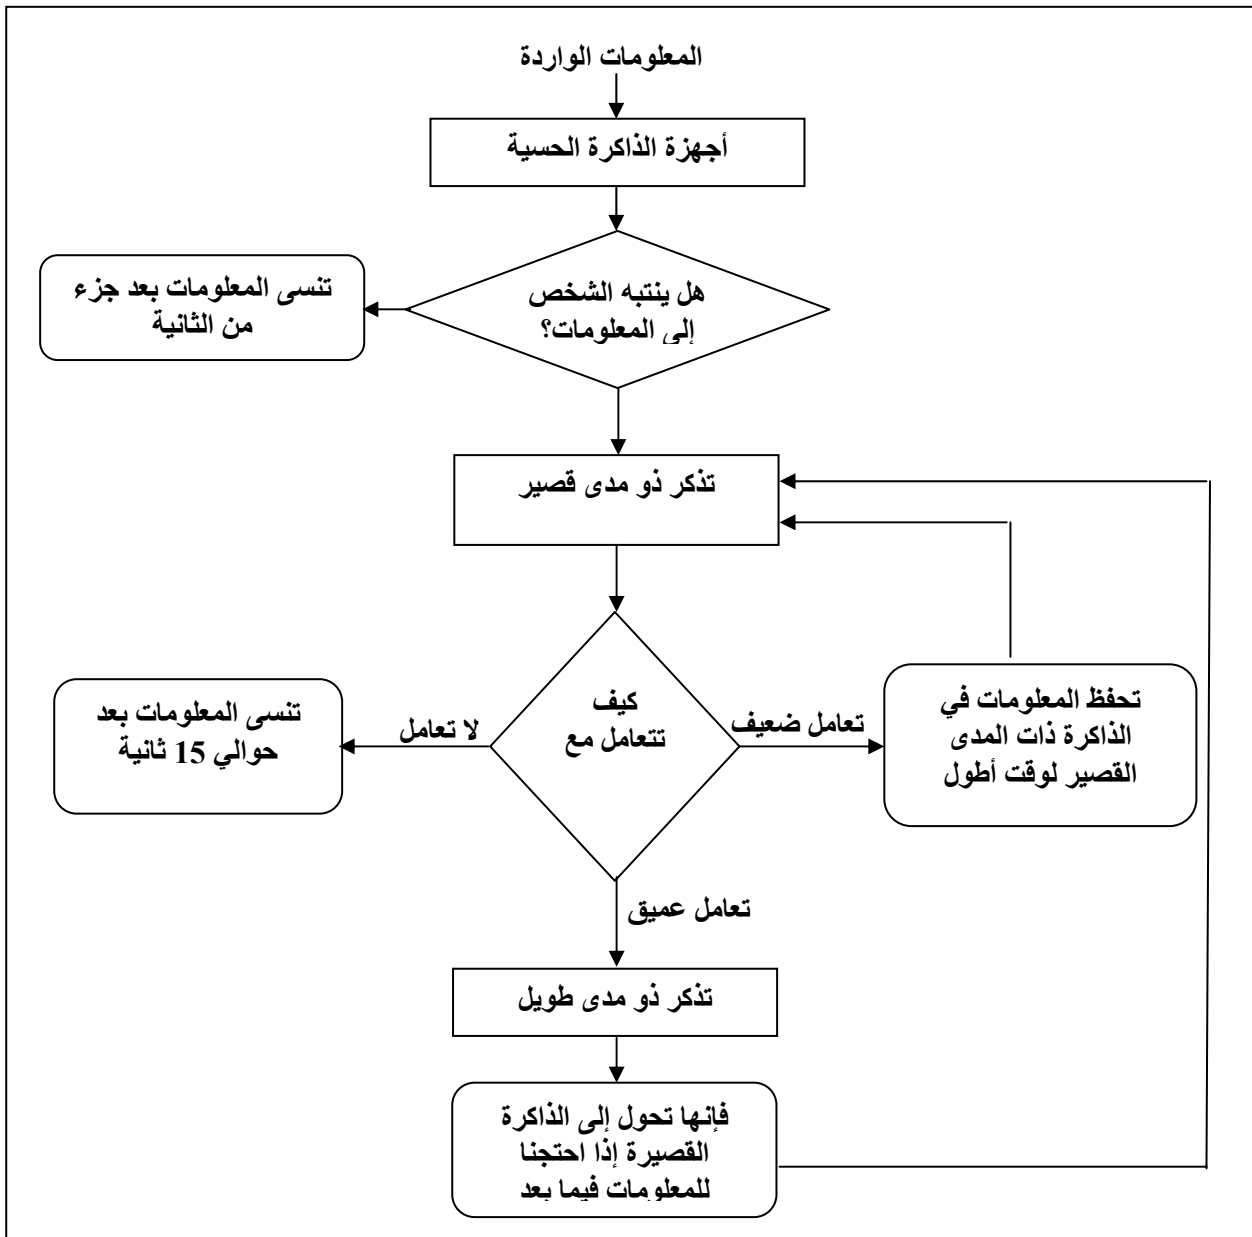 المعلومات الواردة
أجهزة الذاكرة الحسية
هل ينتبه الشخص
إلى المعلومات؟
تنسى المعلومات بعد جزء
من الثانية
تذكر ذو مدى قصير
كيف
تتعامل مع
تعامل ضعيف
تحفظ المعلومات في
الذاكرة ذات المدى
القصير لوقت أطول
لا تعامل
تنسى المعلومات بعد
حوالي 15 ثانية
تعامل عميق
تذكر ذو مدى طويل
فإنها تحول إلى الذاكرة
القصيرة إذا احتجنا
للمعلومات فيما بعد